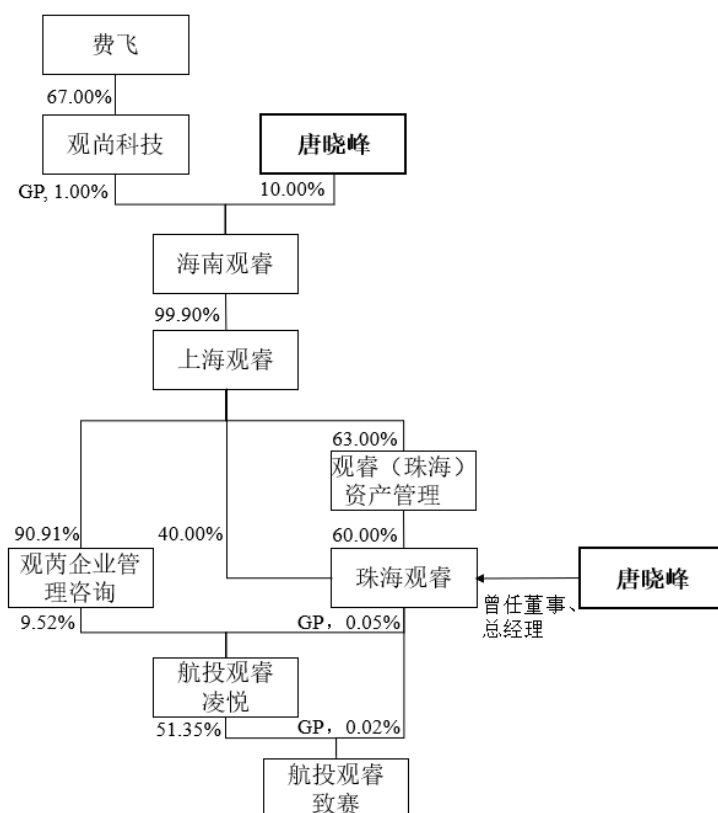 费飞
67.00%
观尚科技
唐晓峰
GP, 1.00%
10.00%
海南观睿
99.90%
上海观睿
63.00%
观睿（珠海）
资产管理
90.91%
40.00%
60.00%
观芮企业管
理咨询
珠海观睿
唐晓峰
曾任董事、
总经理
9.52%
GP，0.05%
航投观睿
凌悦
51.35%
GP，0.02%
航投观睿
致赛